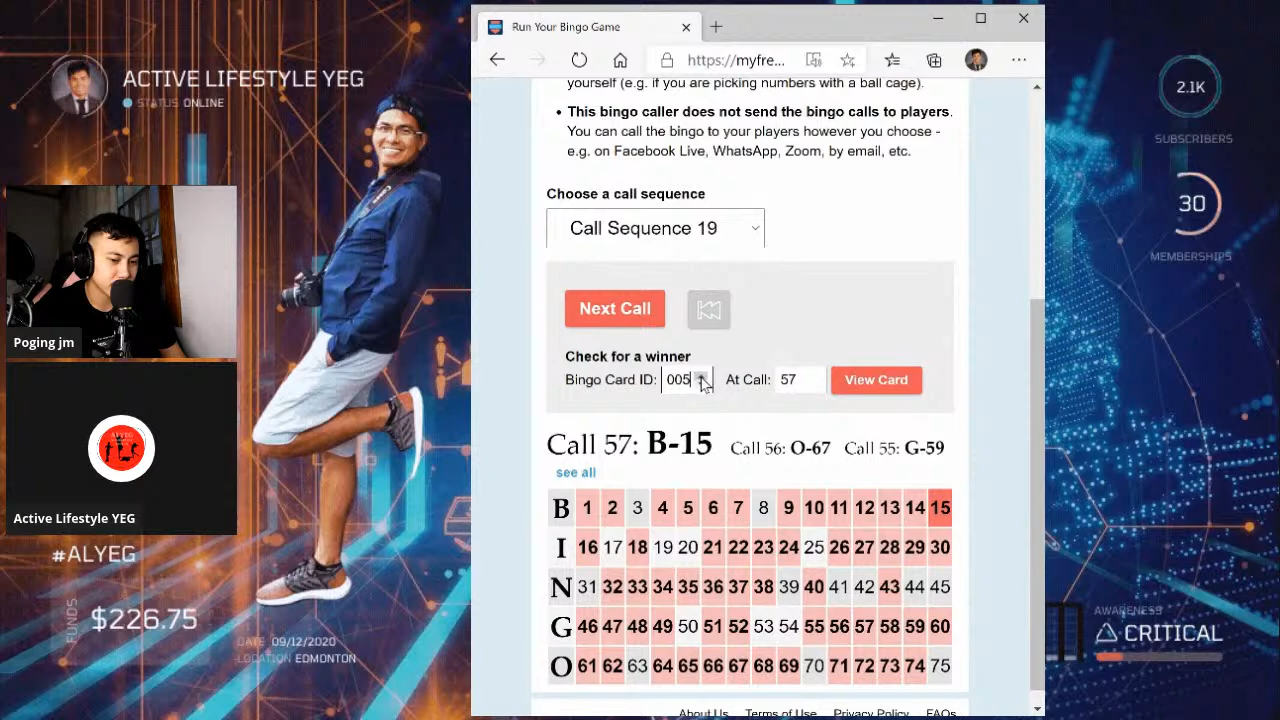 ACTIVE LIFESTYLE YEG
STATUS ONLINE
Poging jm
Active Lifestyle YEG
#ALYEG
FUNDS
$226.75
DATE 09/12/2020
LOCATION EDMONTON
Run Your Bingo Game
https://myfre...
yourself (e.g. if you are picking numbers with a ball cage).
• This bingo caller does not send the bingo calls to players.
You can call the bingo to your players however you choose -
e.g. on Facebook Live, WhatsApp, Zoom, by email, etc.
Choose a call sequence
Call Sequence 19
Next Call
Check for a winner
Bingo Card ID: 005 At Call: 57 View Card
Call 57: B-15 Call 56: O-67 Call 55: G-59
see all
B 1 2 3 4 5 6 7 8 9 10 11 12 13 14 15
I 16 17 18 19 20 21 22 23 24 25 26 27 28 29 30
N 31 32 33 34 35 36 37 38 39 40 41 42 43 44 45
G 46 47 48 49 50 51 52 53 54 55 56 57 58 59 60
O 61 62 63 64 65 66 67 68 69 70 71 72 73 74 75
About Us Terms of Use Privacy Policy FAQs
2.1K
SUBSCRIBERS
30
MEMBERSHIPS
AWARENESS
CRITICAL